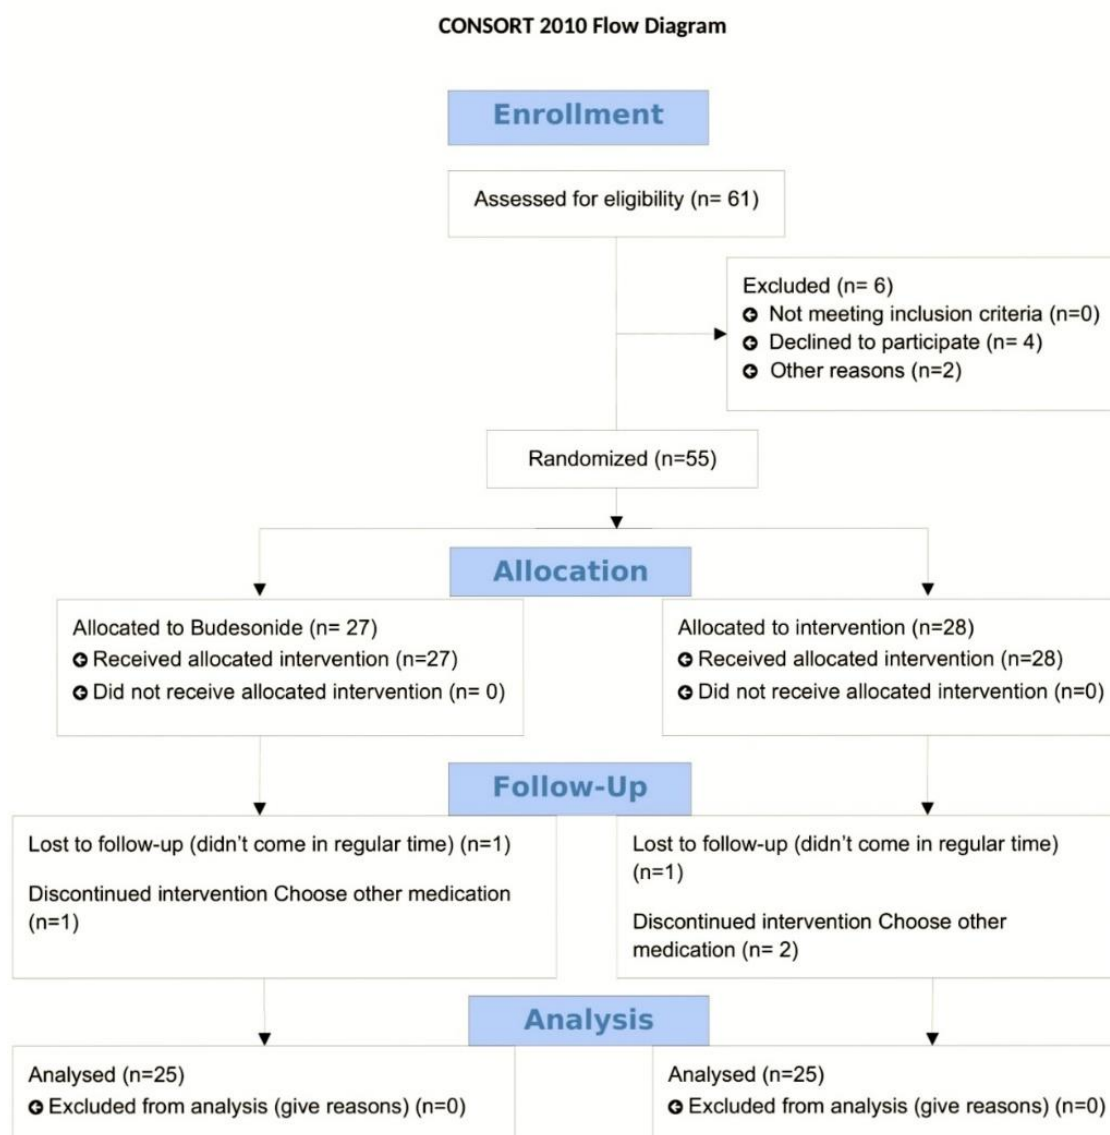 CONSORT 2010 Flow Diagram
Enrollment
Assessed for eligibility (n= 61)
Excluded (n= 6)
Not meeting inclusion criteria (n=0)
Declined to participate (n= 4)
Other reasons (n=2)
Randomized (n=55)
Allocation
Allocated to Budesonide (n= 27)
Received allocated intervention (n=27)
Did not receive allocated intervention (n= 0)
Allocated to intervention (n=28)
Received allocated intervention (n=28)
Did not receive allocated intervention (n=0)
Follow-Up
Lost to follow-up (didn't come in regular time) (n=1)
Discontinued intervention Choose other medication
(n=1)
Lost to follow-up (didn't come in regular time)
(n=1)
Discontinued intervention Choose other
medication (n= 2)
Analysis
Analysed (n=25)
Excluded from analysis (give reasons) (n=0)
Analysed (n=25)
Excluded from analysis (give reasons) (n=0)